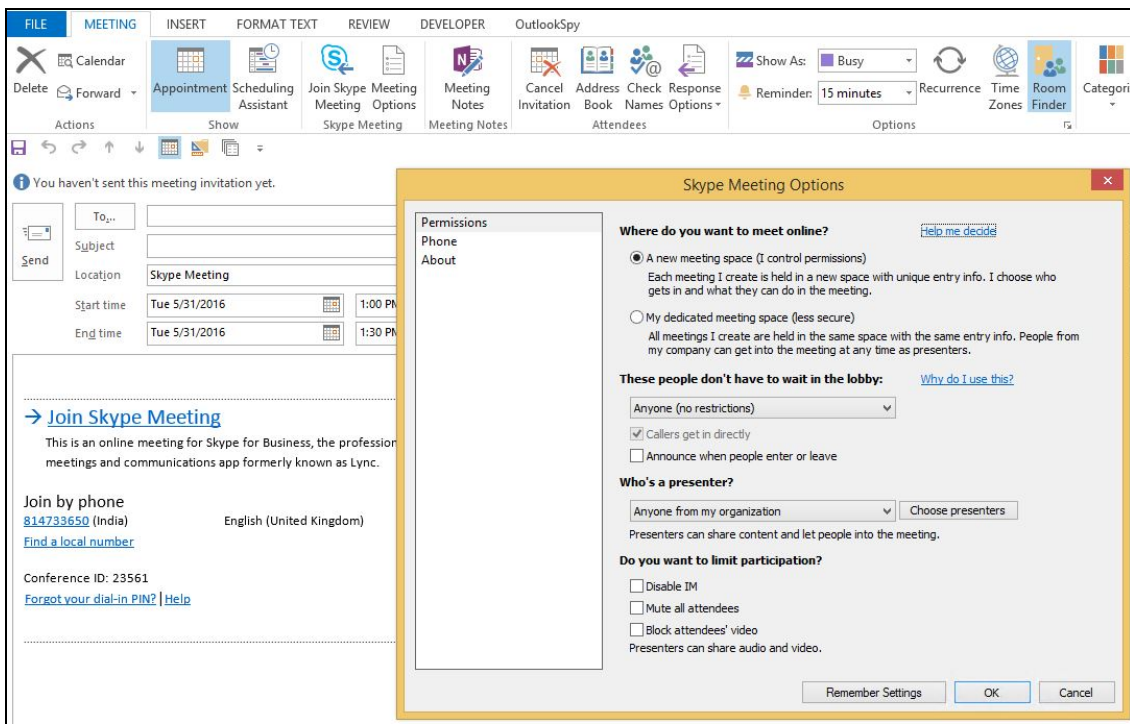 FILE MEETING INSERT FORMAT TEXT REVIEW DEVELOPER OutlookSpy
Delete
Calendar
Forward
Actions
Appointment
Scheduling Assistant
Show
Join Skype Meeting
Meeting Options
Skype Meeting
Meeting Notes
Meeting Notes
Cancel Invitation
Address Book
Check Names
Response Options
Attendees
Show As: Busy
Reminder: 15 minutes
Recurrence
Time Zones
Room Finder
Options
Categori
You haven't sent this meeting invitation yet.
Send
To...
Subject
Location Skype Meeting
Start time Tue 5/31/2016 1:00 PM
End time Tue 5/31/2016 1:30 PM
→ Join Skype Meeting
This is an online meeting for Skype for Business, the profession
meetings and communications app formerly known as Lync.
Join by phone
814733650 (India) English (United Kingdom)
Find a local number
Conference ID: 23561
Forgot your dial-in PIN? | Help
Skype Meeting Options
Permissions
Phone
About
Where do you want to meet online? Help me decide
A new meeting space (I control permissions)
Each meeting I create is held in a new space with unique entry info. I choose who
gets in and what they can do in the meeting.
My dedicated meeting space (less secure)
All meetings I create are held in the same space with the same entry info. People from
my company can get into the meeting at any time as presenters.
These people don't have to wait in the lobby: Why do I use this?
Anyone (no restrictions)
Callers get in directly
Announce when people enter or leave
Who's a presenter?
Anyone from my organization Choose presenters
Presenters can share content and let people into the meeting.
Do you want to limit participation?
Disable IM
Mute all attendees
Block attendees' video
Presenters can share audio and video.
Remember Settings OK Cancel